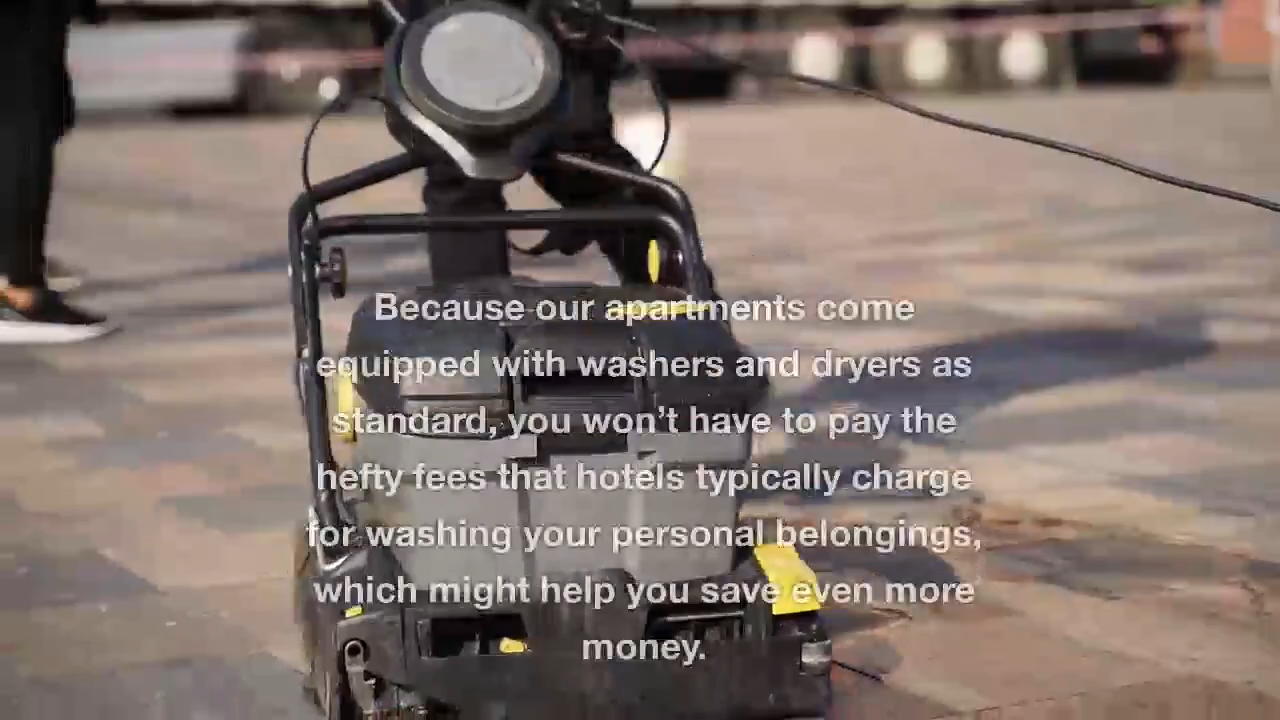 Because our apartments come
equipped with washers and dryers as
standard, you won’t have to pay the
hefty fees that hotels typically charge
for washing your personal belongings,
which might help you save even more
money.